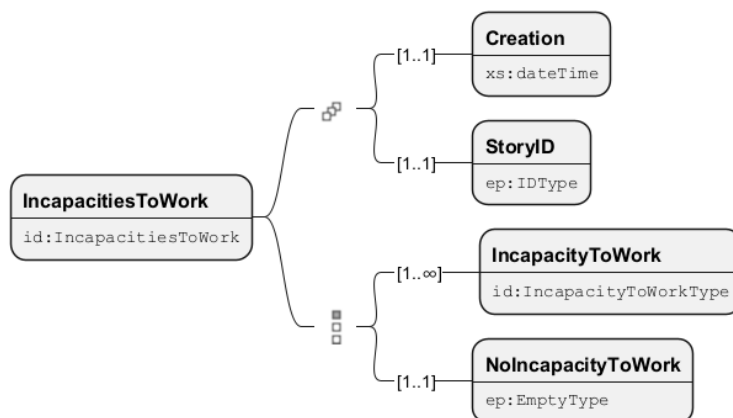 [1..1]
Creation
xs:dateTime
[1..1]
StoryID
ep:IDType
IncapacitiesToWork
id:IncapacitiesToWork
[1..∞]
IncapacityToWork
id:IncapacityToWorkType
[1..1]
NoIncapacityToWork
ep:EmptyType